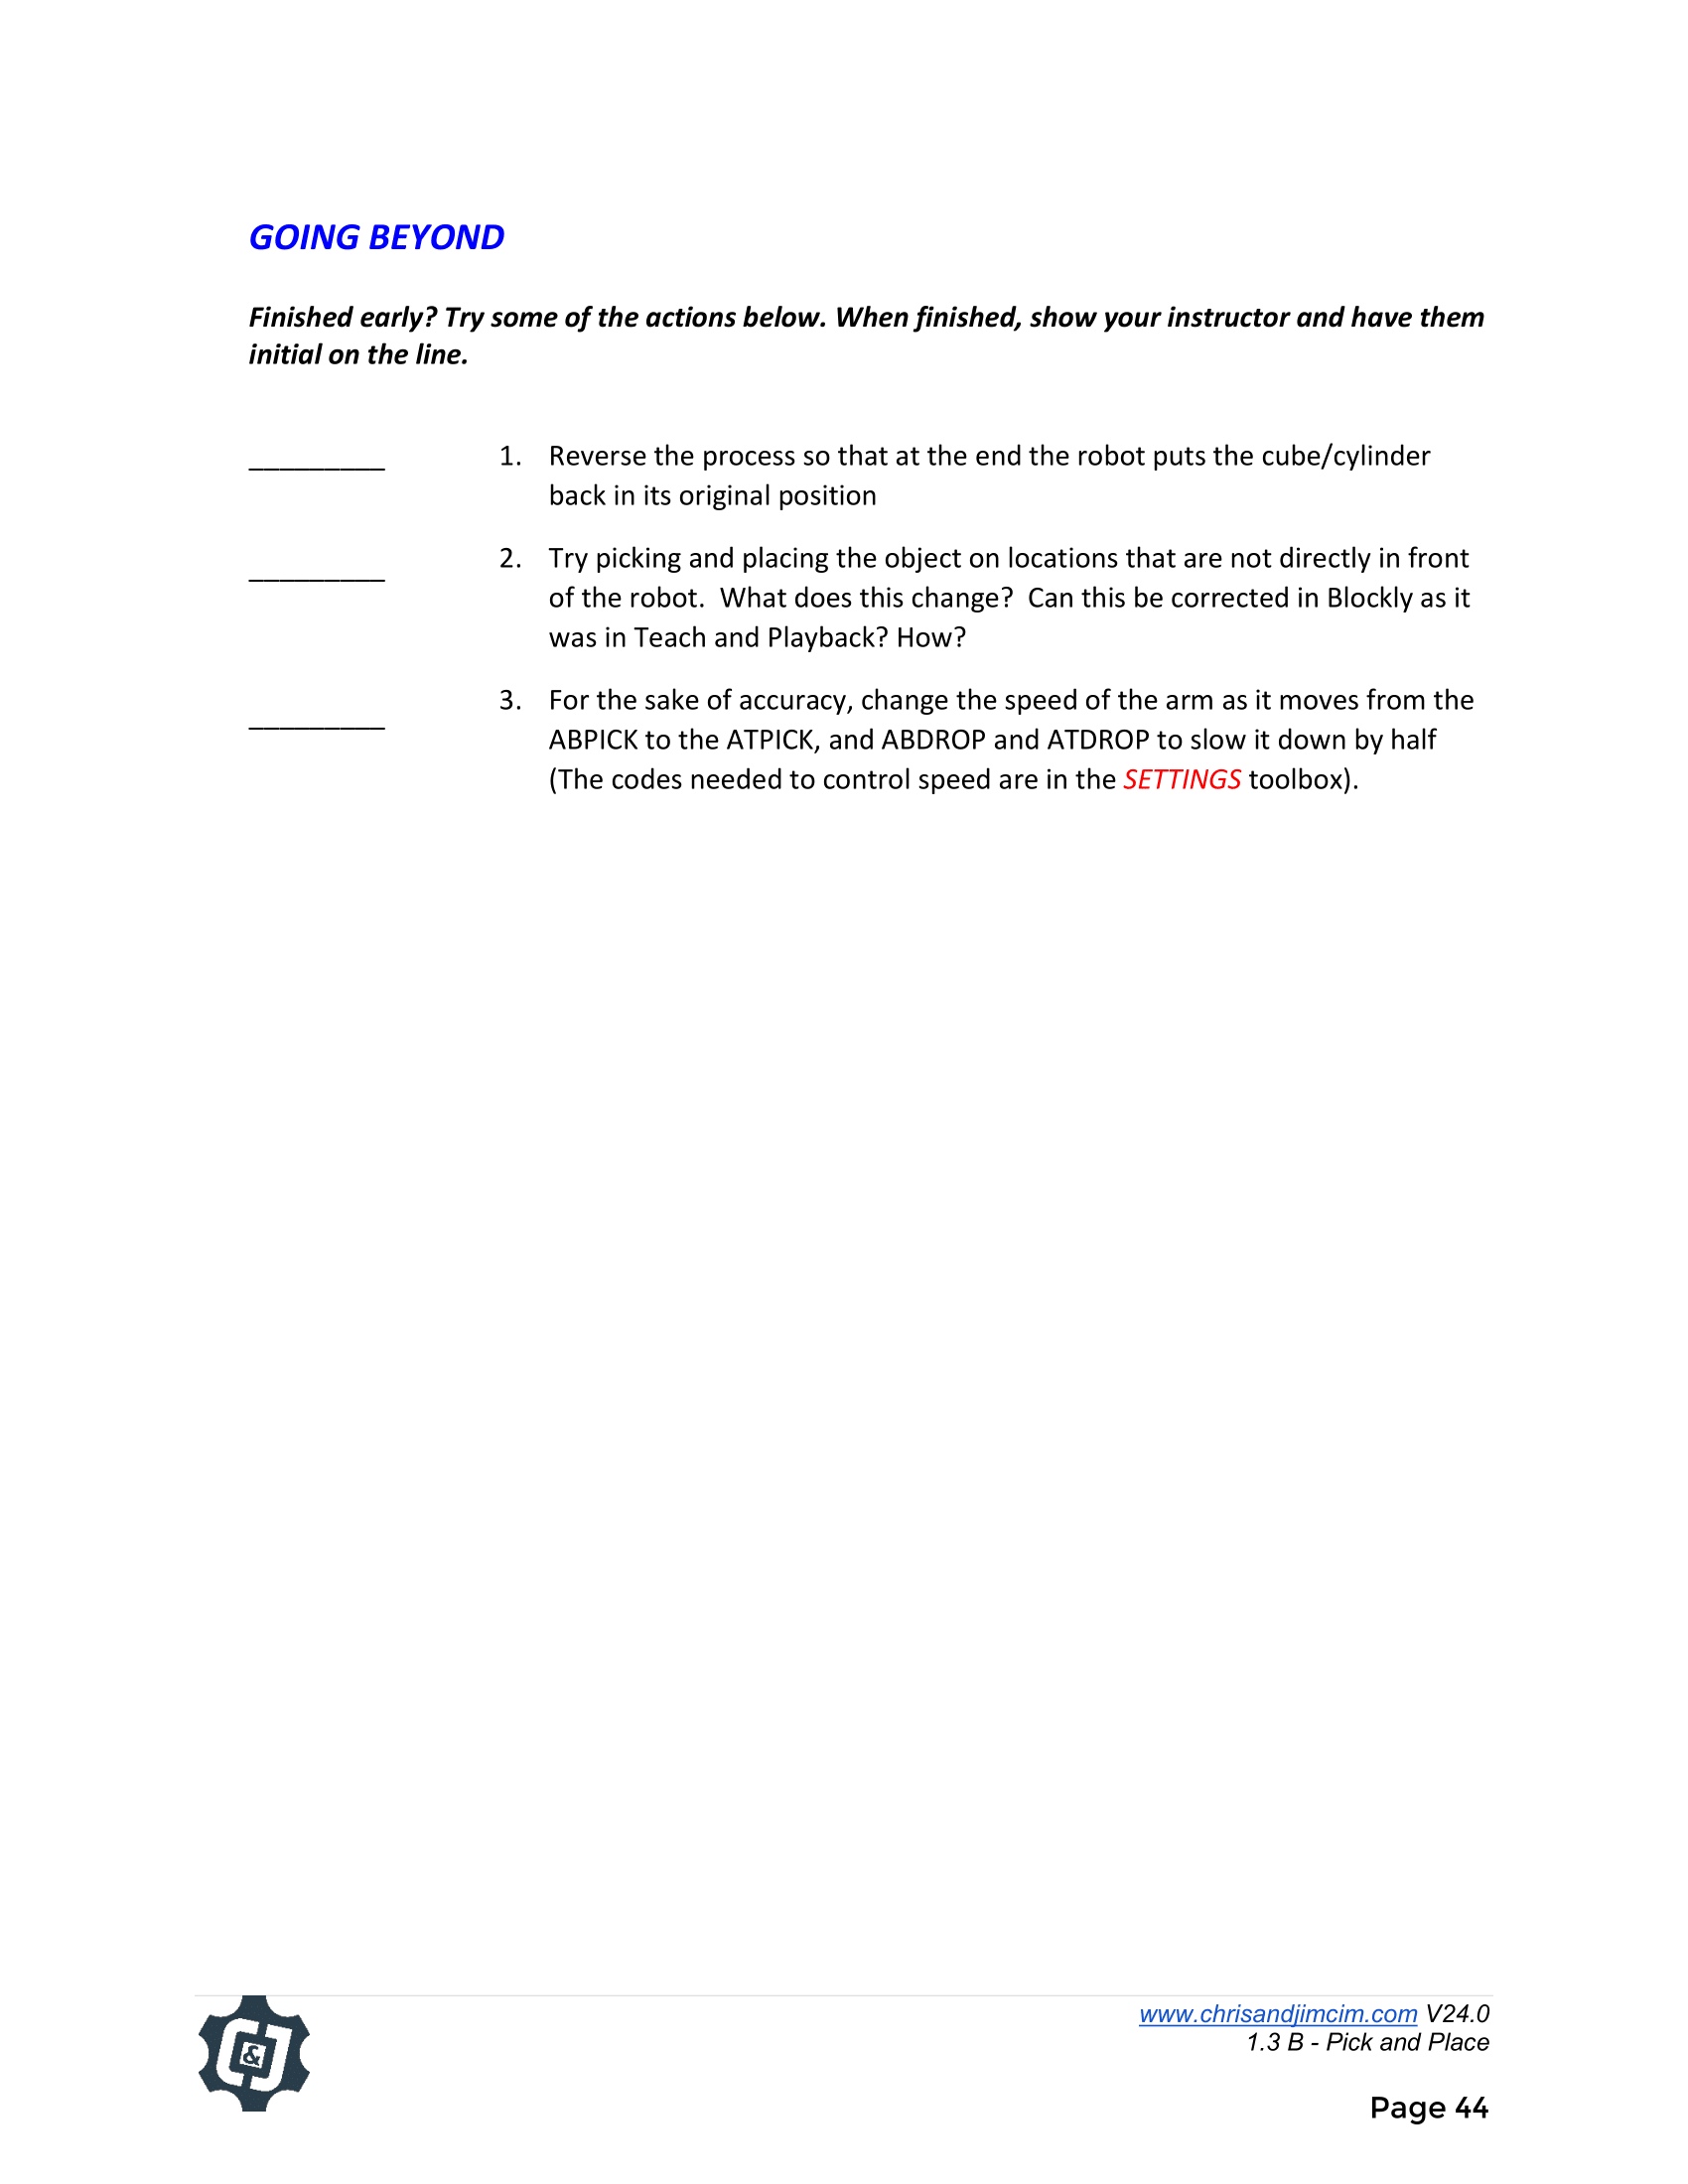 GOING BEYOND
Finished early? Try some of the actions below. When finished, show your instructor and have them
initial on the line.
_________ 1. Reverse the process so that at the end the robot puts the cube/cylinder
back in its original position
_________ 2. Try picking and placing the object on locations that are not directly in front
of the robot.  What does this change?  Can this be corrected in Blockly as it
was in Teach and Playback? How?
_________ 3. For the sake of accuracy, change the speed of the arm as it moves from the
ABPICK to the ATPICK, and ABDROP and ATDROP to slow it down by half
(The codes needed to control speed are in the SETTINGS toolbox).
www.chrisandjimcim.com V24.0
1.3 B - Pick and Place
C&J
Page 44